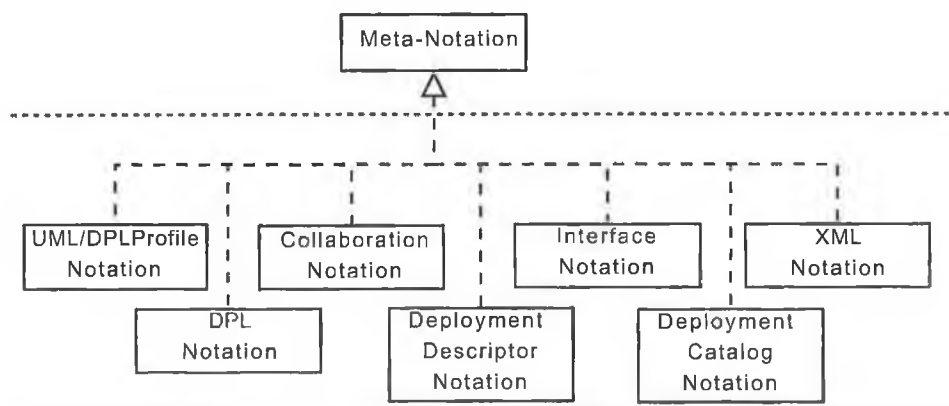 Meta-Notation
UML/DPLProfile
Notation
Collaboration
Notation
Interface
Notation
XML
Notation
DPL
Notation
Deployment
Descriptor
Notation
Deployment
Catalog
Notation